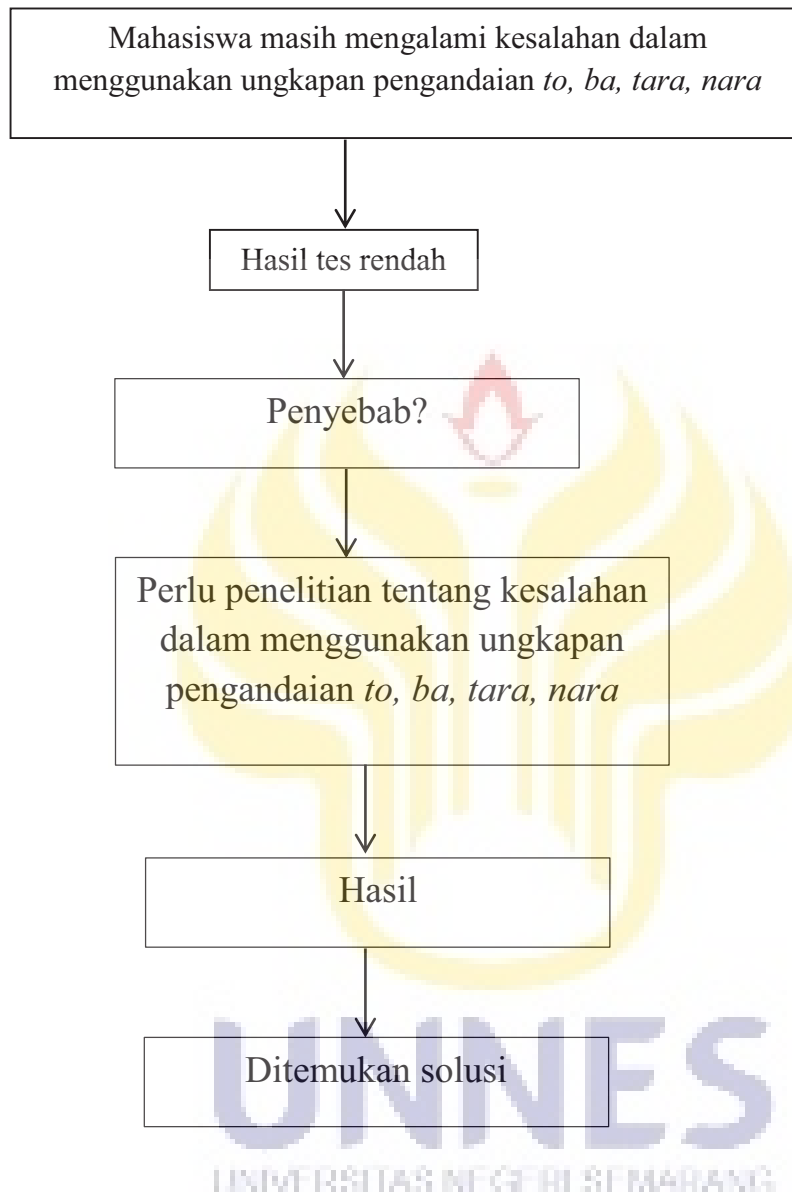 Mahasiswa masih mengalami kesalahan dalam
menggunakan ungkapan pengandaian to, ba, tara, nara
Hasil tes rendah
Penyebab?
Perlu penelitian tentang kesalahan
dalam menggunakan ungkapan
pengandaian to, ba, tara, nara
Hasil
Ditemukan solusi
UNNES
UNIVERSITAS NEGERI SEMARANG